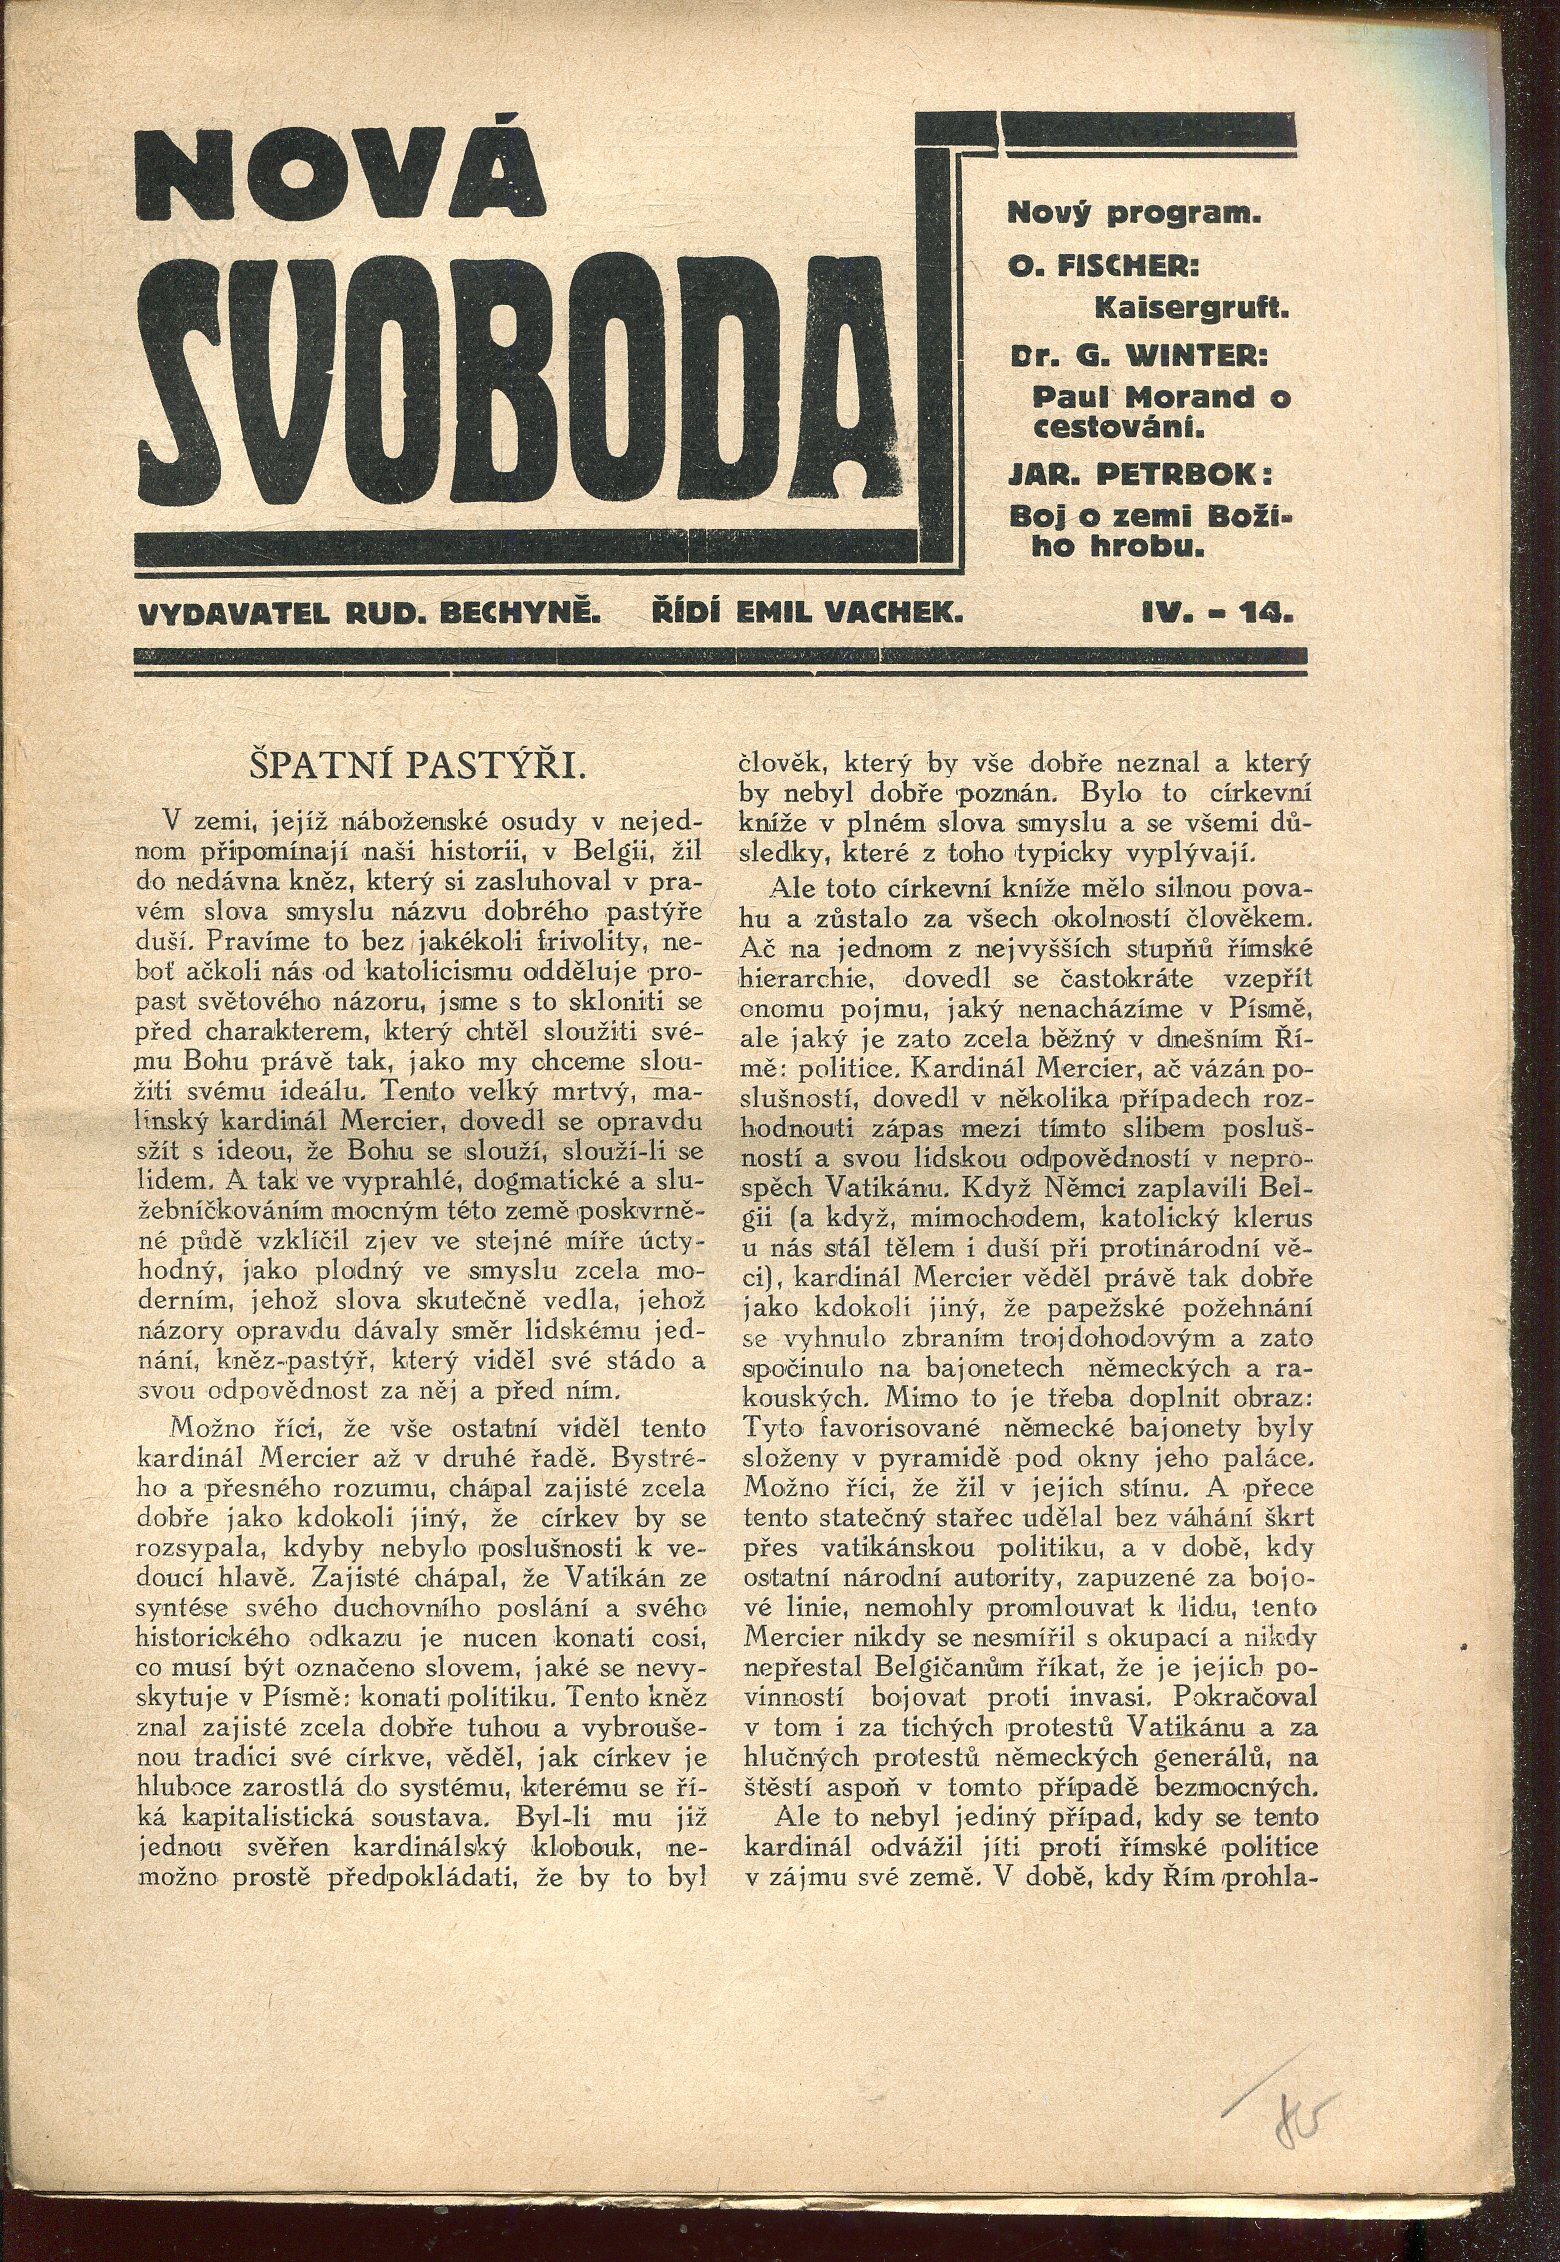 NOVÁ
SVOBODA
Nový program.
O. FISCHER:
Kaisergruft.
Dr. G. WINTER:
Paul Morand o
cestování.
JAR. PETRBOK:
Boj o zemi Boží-
ho hrobu.
VYDAVATEL RUD. BECHYNĚ. ŘÍDÍ EMIL VACHEK. IV. - 14.
ŠPATNÍ PASTÝŘI.
V zemi, jejíž náboženské osudy v nejed-
nom připomínají naši historii, v Belgii, žil
do nedávna kněz, který si zasluhoval v pra-
vém slova smyslu názvu dobrého pastýře
duší. Pravíme to bez jakékoli frivolity, ne-
boť ačkoli nás od katolicismu odděluje pro-
past světového názoru, jsme s to skloniti se
před charakterem, který chtěl sloužiti své-
mu Bohu právě tak, jako my chceme slou-
žiti svému ideálu. Tento velký mrtvý, ma-
línský kardinál Mercier, dovedl se opravdu
sžít s ideou, že Bohu se slouží, slouží-li se
lidem. A tak ve vyprahlé, dogmatické a slu-
žebníčkováním mocným této země poskvrně-
né půdě vzklíčil zjev ve stejné míře úcty-
hodný, jako plodný ve smyslu zcela mo-
derním, jehož slova skutečně vedla, jehož
názory opravdu dávaly směr lidskému jed-
nání, kněz-pastýř, který viděl své stádo a
svou odpovědnost za něj a před ním.
Možno říci, že vše ostatní viděl tento
kardinál Mercier až v druhé řadě. Bystré-
ho a přesného rozumu, chápal zajisté zcela
dobře jako kdokoli jiný, že církev by se
rozsypala, kdyby nebylo poslušnosti k ve-
doucí hlavě. Zajisté chápal, že Vatikán ze
syntése svého duchovního poslání a svého
historického odkazu je nucen konati cosi,
co musí být označeno slovem, jaké se nevy-
skytuje v Písmě: konati politiku. Tento kněz
znal zajisté zcela dobře tuhou a vybrouše-
nou tradici své církve, věděl, jak církev je
hluboce zarostlá do systému, kterému se ří-
ká kapitalistická soustava. Byl-li mu již
jednou svěřen kardinálský klobouk, ne-
možno prostě předpokládati, že by to byl
člověk, který by vše dobře neznal a který
by nebyl dobře poznán. Bylo to církevní
kníže v plném slova smyslu a se všemi dů-
sledky, které z toho typicky vyplývají.
Ale toto církevní kníže mělo silnou pova-
hu a zůstalo za všech okolností člověkem.
Ač na jednom z nejvyšších stupňů římské
hierarchie, dovedl se častokráte vzepřít
onomu pojmu, jaký nenacházíme v Písmě,
ale jaký je zato zcela běžný v dnešním Ří-
mě: politice. Kardinál Mercier, ač vázán po-
slušností, dovedl v několika případech roz-
hodnouti zápas mezi tímto slibem posluš-
ností a svou lidskou odpovědností v nepro-
spěch Vatikánu. Když Němci zaplavili Bel-
gii (a když, mimochodem, katolický klerus
u nás stál tělem i duší při protinárodní vě-
ci), kardinál Mercier věděl právě tak dobře
jako kdokoli jiný, že papežské požehnání
se vyhnulo zbraním trojdohodovým a zato
spočinulo na bajonetech německých a ra-
kouských. Mimo to je třeba doplnit obraz:
Tyto favorisované německé bajonety byly
složeny v pyramidě pod okny jeho paláce.
Možno říci, že žil v jejich stínu. A přece
tento statečný stařec udělal bez váhání škrt
přes vatikánskou politiku, a v době, kdy
ostatní národní autority, zapuzené za bojo-
vé linie, nemohly promlouvat k lidu, tento
Mercier nikdy se nesmířil s okupací a nikdy
nepřestal Belgičanům říkat, že je jejich po-
vinností bojovat proti invasi. Pokračoval
v tom i za tichých protestů Vatikánu a za
hlučných protestů německých generálů, na
štěstí aspoň v tomto případě bezmocných.
Ale to nebyl jediný případ, kdy se tento
kardinál odvážil jíti proti římské politice
v zájmu své země. V době, kdy Řím prohla-